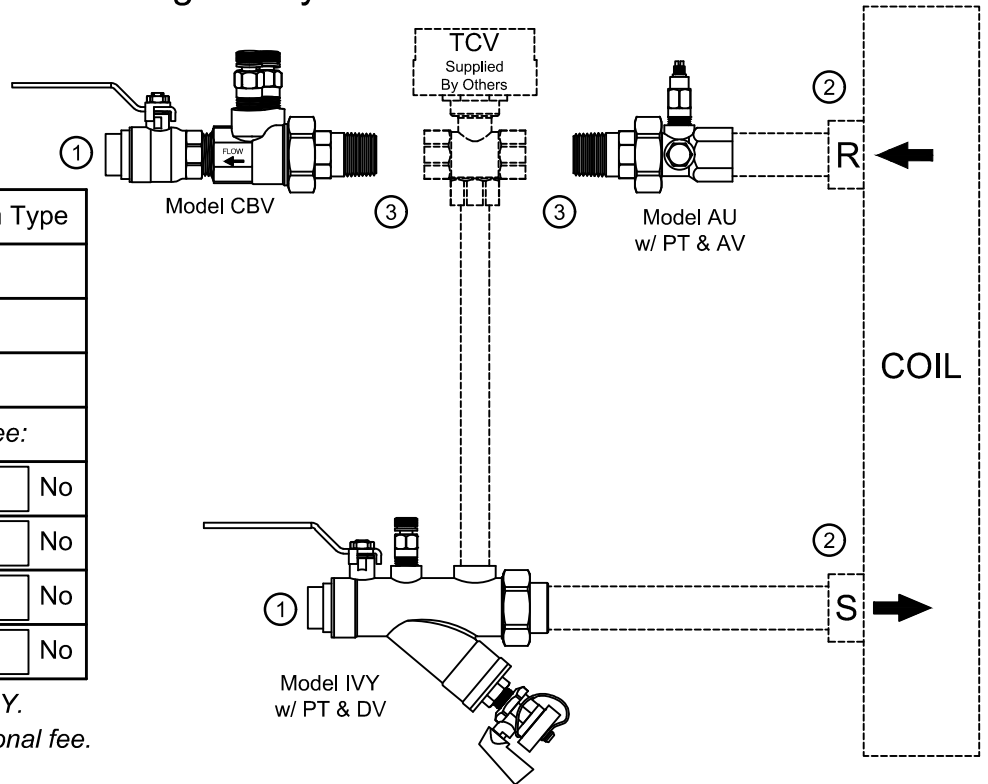 TCV
Supplied
By Others
2
1
FLOW
R
Model CBV
3
3
Model AU
w/ PT & AV
Type
COIL
ee:
No
No
2
No
1
S
No
Model IVY
w/ PT & DV
Y.
onal fee.